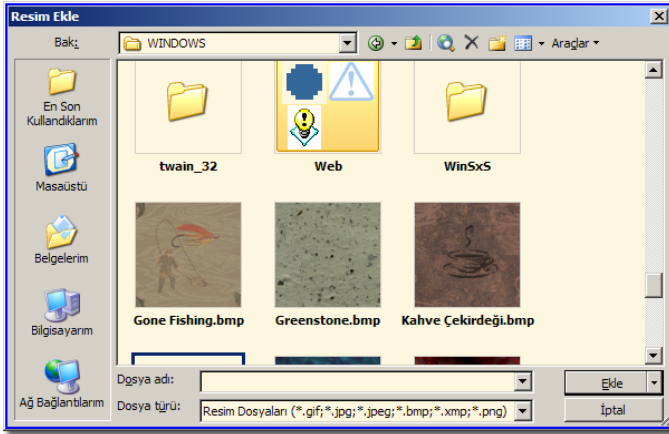 Resim Ekle
Bak:
WINDOWS
Araçlar
En Son
Kullandıklarım
Masaüstü
Belgelerim
Bilgisayarım
Ağ Bağlantılarım
twain_32
Web
WinSxS
Gone Fishing.bmp
Greenstone.bmp
Kahve Çekirdeği.bmp
Dosya adı:
Ekle
Dosya türü:
Resim Dosyaları (*.gif;*.jpg;*.jpeg;*.bmp;*.xmp;*.png)
İptal